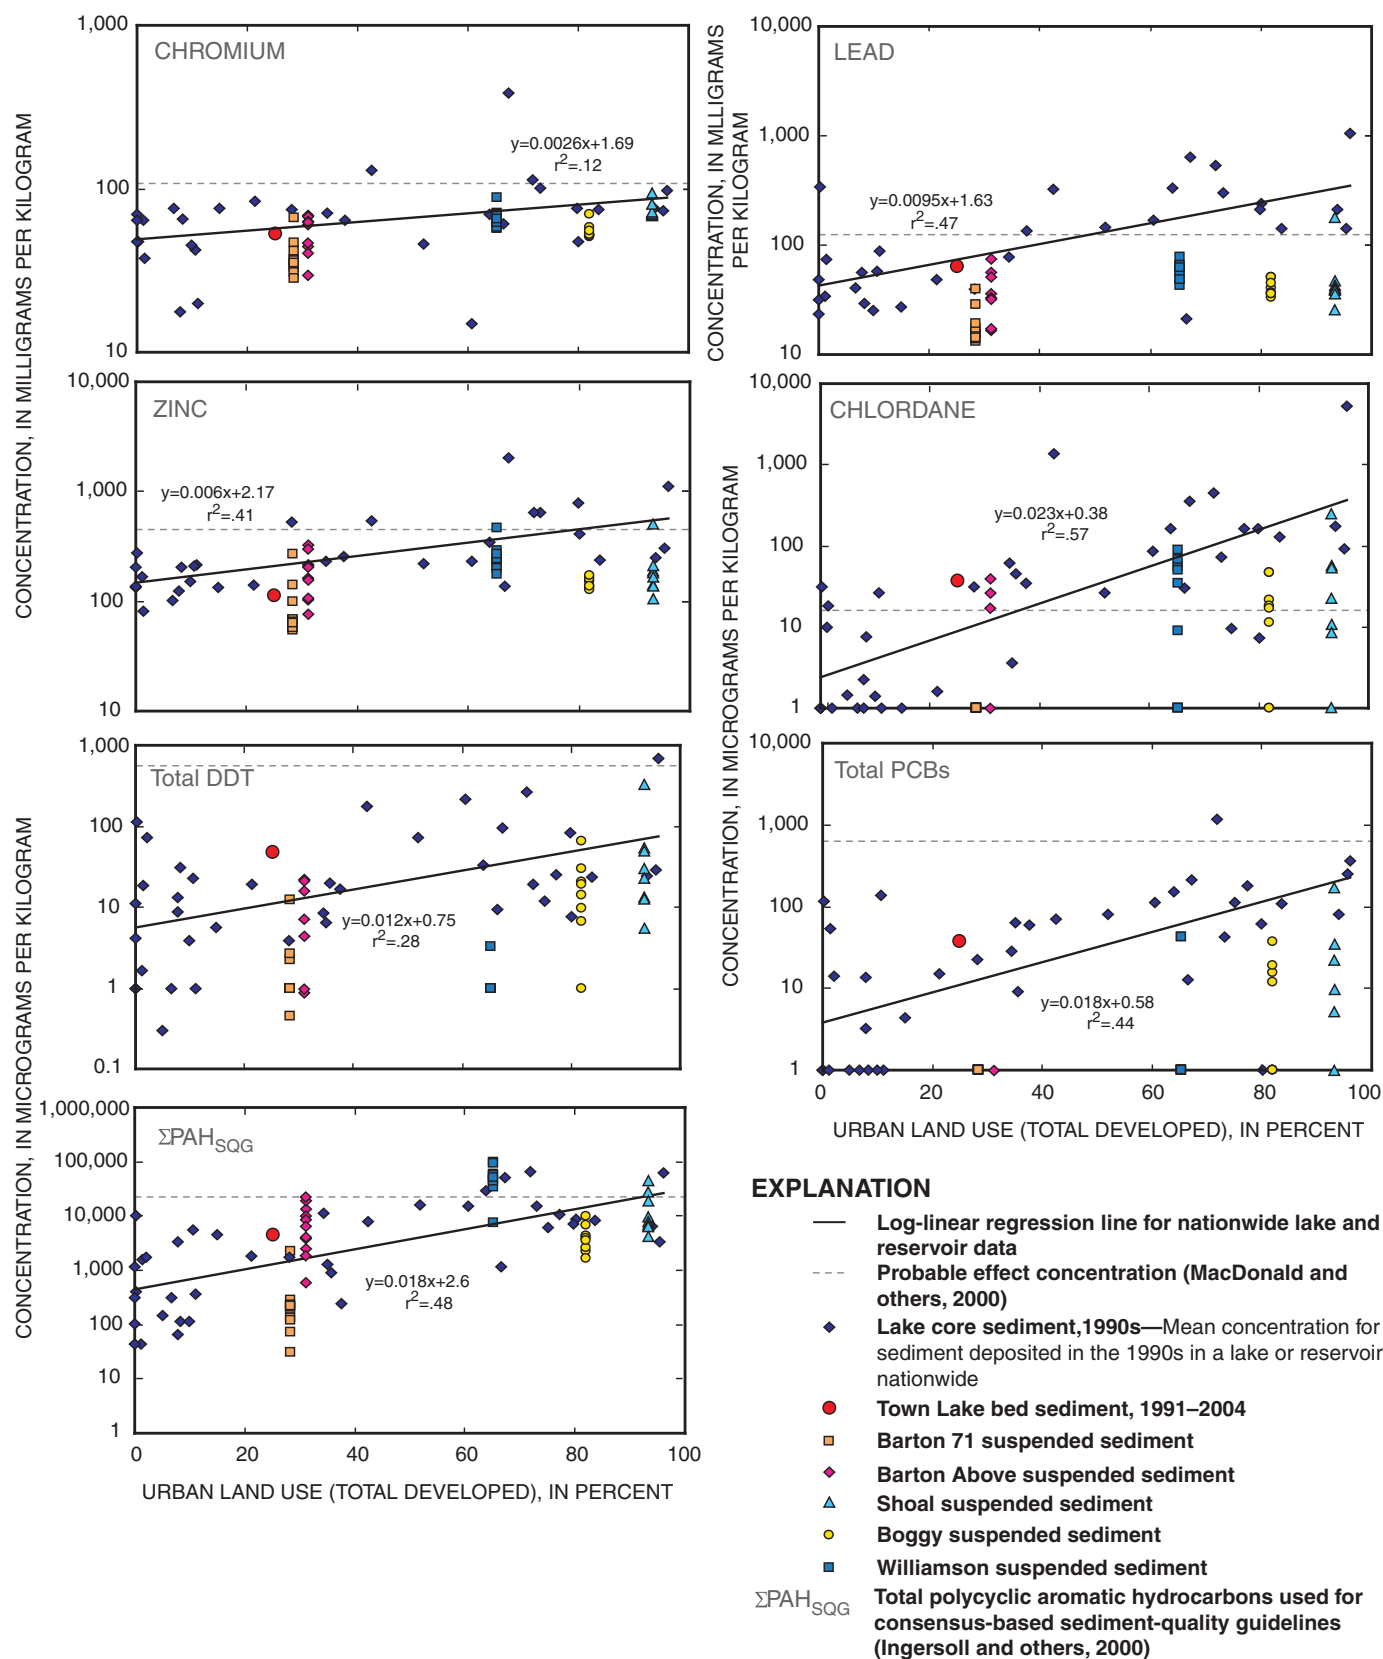 CONCENTRATION, IN MILLIGRAMS PER KILOGRAM
1,000
100
10
CHROMIUM
y=0.0026x+1.69
r2=.12
CONCENTRATION, IN MLLIGRAMS
PER KILOGRAM
10,000
1,000
100
10
LEAD
y=0.0095x+1.63
r2=.47
10,000
1,000
100
10
ZINC
y=0.006x+2.17
r2=.41
CONCENTRATION, IN MICROGRAMS PER KILOGRAM
10,000
1,000
100
10
1
CHLORDANE
y=0.023x+0.38
r2=.57
CONCENTRATION, IN MICROGRAMS PER KILOGRAM
1,000
100
10
1
0.1
Total DDT
y=0.012x+0.75
r2=.28
10,000
1,000
100
10
1
Total PCBs
y=0.018x+0.58
r2=.44
0 20 40 60 80 100
URBAN LAND USE (TOTAL DEVELOPED), IN PERCENT
1,000,000
100,000
10,000
1,000
100
10
1
ΣPAHSQG
y=0.018x+2.6
r2=.48
0 20 40 60 80 100
URBAN LAND USE (TOTAL DEVELOPED), IN PERCENT
EXPLANATION
Log-linear regression line for nationwide lake and
reservoir data
Probable effect concentration (MacDonald and
others, 2000)
Lake core sediment,1990s—Mean concentration for
sediment deposited in the 1990s in a lake or reservoir
nationwide
Town Lake bed sediment, 1991–2004
Barton 71 suspended sediment
Barton Above suspended sediment
Shoal suspended sediment
Boggy suspended sediment
Williamson suspended sediment
ΣPAHSQG Total polycyclic aromatic hydrocarbons used for
consensus-based sediment-quality guidelines
(Ingersoll and others, 2000)